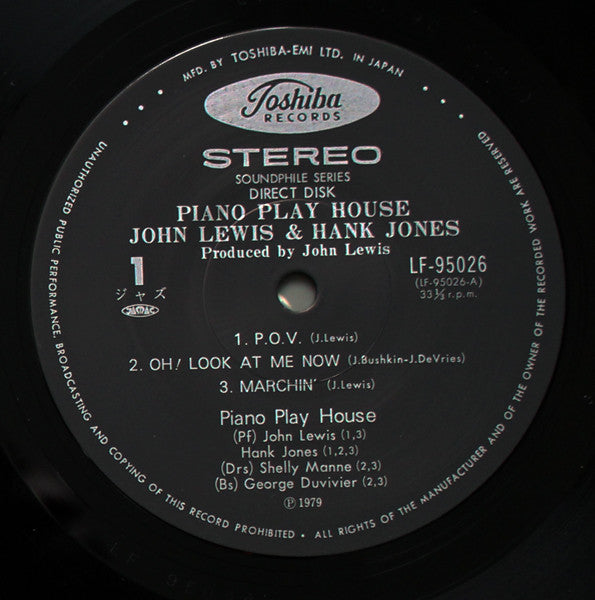 MFD. BY TOSHIBA-EMI LTD. IN JAPAN
Toshiba
RECORDS
STEREO
SOUNDPHILE SERIES
DIRECT DISK
PIANO PLAY HOUSE
JOHN LEWIS & HANK JONES
Produced by John Lewis
1
ジャズ
LF-95026
(LF-95026-A)
33⅓ r.p.m.
1. P.O.V. (J.Lewis)
2. OH! LOOK AT ME NOW (J.Bushkin-J.DeVries)
3. MARCHIN' (J.Lewis)
Piano Play House
(Pf) John Lewis (1,3)
Hank Jones (1,2,3)
(Drs) Shelly Manne (2,3)
(Bs) George Duvivier (2,3)
Ⓟ 1979
UNAUTHORIZED PUBLIC PERFORMANCE, BROADCASTING AND COPYING OF THIS RECORD PROHIBITED • ALL RIGHTS OF THE MANUFACTURER AND OF THE OWNER OF THE RECORDED WORK ARE RESERVED